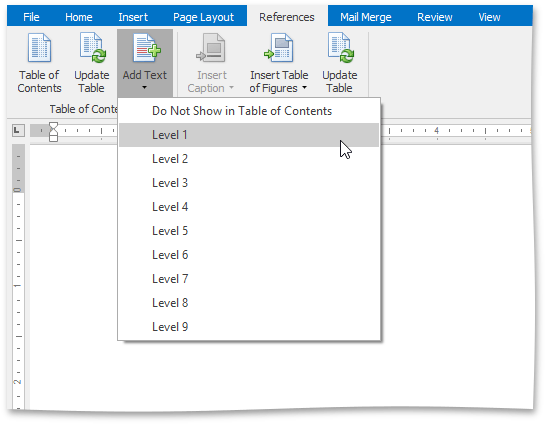 File Home Insert Page Layout References Mail Merge Review View
Table of Contents
Update Table
Add Text
Insert Caption
Insert Table of Figures
Update Table
Table of Conte
Do Not Show in Table of Contents
Level 1
Level 2
Level 3
Level 4
Level 5
Level 6
Level 7
Level 8
Level 9
L
4
0
1
2